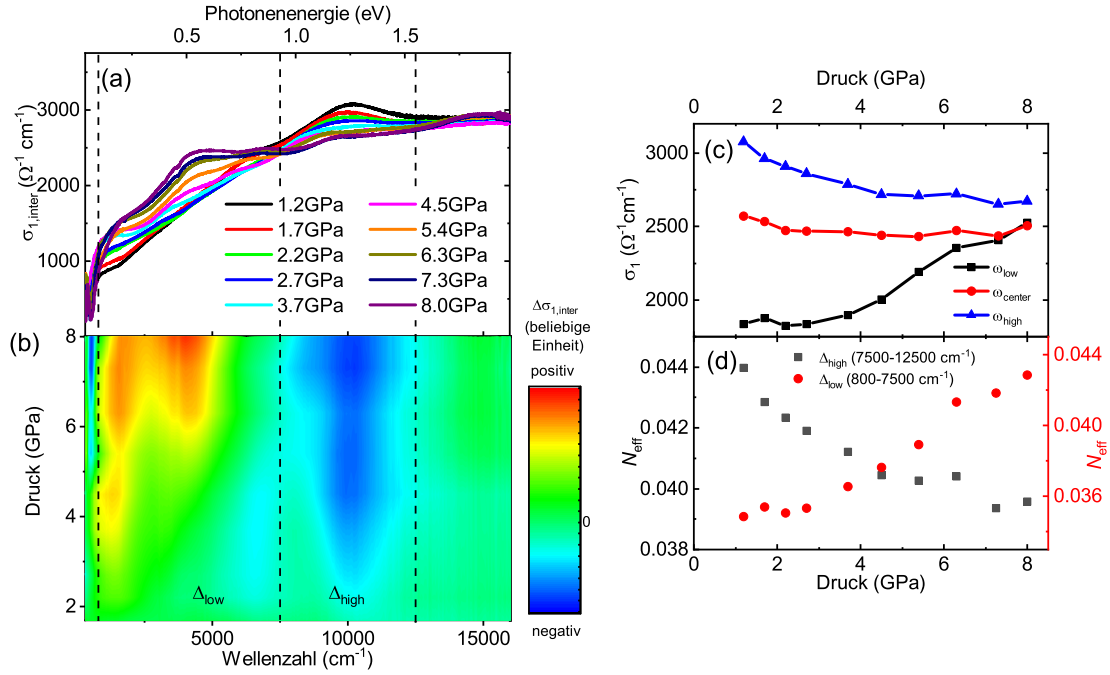 Photonenenergie (eV)
0.5 1.0 1.5
(a)
σ1,inter (Ω-1 cm-1)
3000
2000
1000
1.2GPa 4.5GPa
1.7GPa 5.4GPa
2.2GPa 6.3GPa
2.7GPa 7.3GPa
3.7GPa 8.0GPa
(b)
Druck (GPa)
8
6
4
2
Δlow Δhigh
5000 10000 15000
Wellenzahl (cm-1)
Δσ1,inter
(beliebige
Einheit)
positiv
0
negativ
Druck (GPa)
0 2 4 6 8
(c)
σ1 (Ω-1cm-1)
3000
2500
2000
ωlow
ωcenter
ωhigh
(d)
Δhigh (7500-12500 cm-1)
Δlow (800-7500 cm-1)
Neff
0.044
0.042
0.040
0.038
0.044
0.040
0.036
Neff
0 2 4 6 8
Druck (GPa)